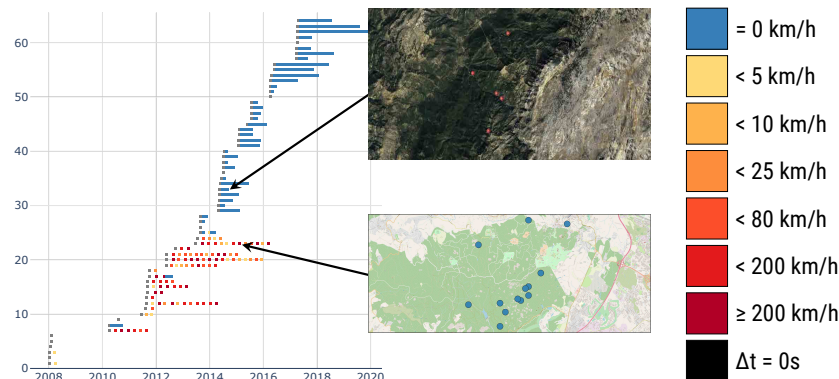 60
50
40
30
20
10
0
2008 2010 2012 2014 2016 2018 2020
= 0 km/h
< 5 km/h
< 10 km/h
< 25 km/h
< 80 km/h
< 200 km/h
≥ 200 km/h
Δt = 0s